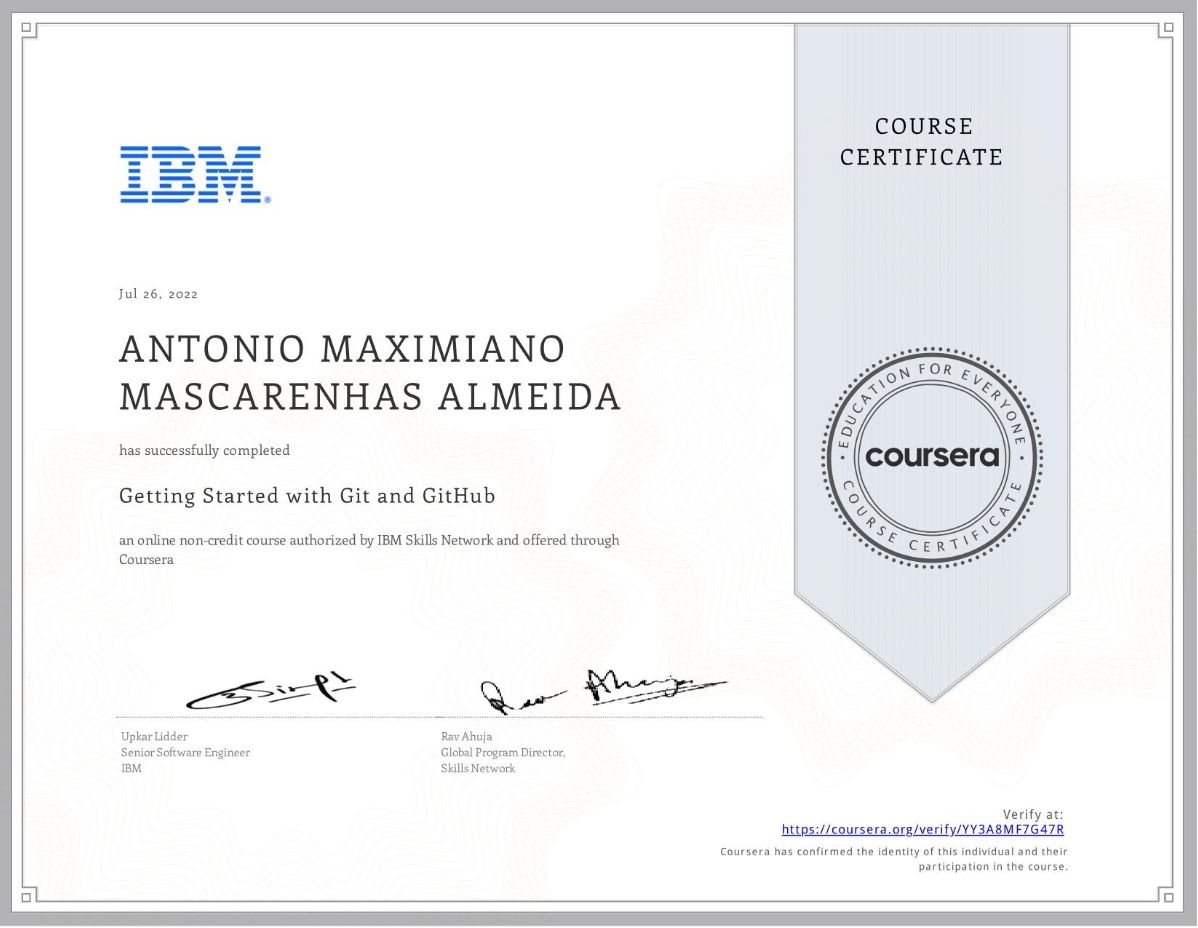 COURSE
CERTIFICATE
IBM®
Jul 26, 2022
ANTONIO MAXIMIANO
MASCARENHAS ALMEIDA
has successfully completed
Getting Started with Git and GitHub
an online non-credit course authorized by IBM Skills Network and offered through
Coursera
EDUCATION FOR EVERYONE
coursera
COURSE CERTIFICATE
Upkar Lidder
Senior Software Engineer
IBM
Rav Ahuja
Rav Ahuja
Global Program Director,
Skills Network
Verify at:
https://coursera.org/verify/YY3A8MF7G47R
Coursera has confirmed the identity of this individual and their
participation in the course.